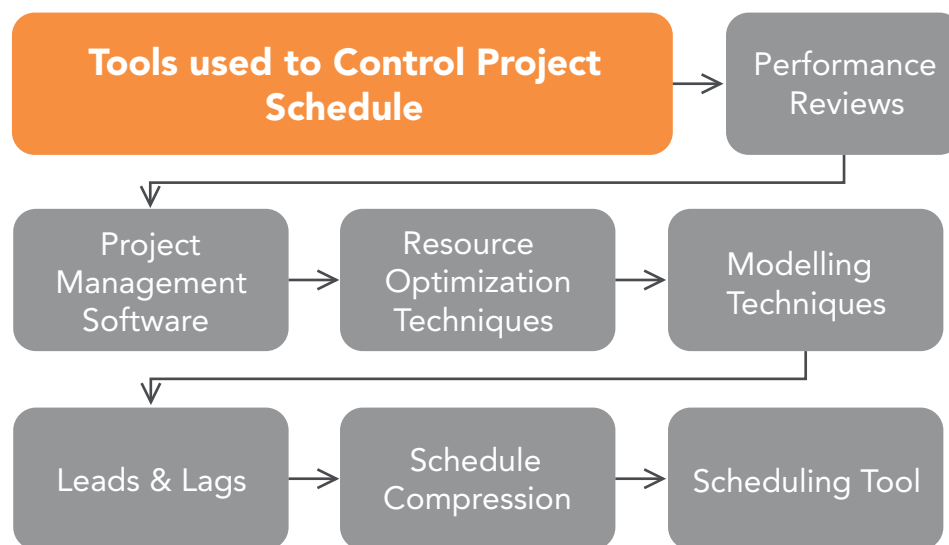 Tools used to Control Project
Schedule
Performance
Reviews
Project
Management
Software
Resource
Optimization
Techniques
Modelling
Techniques
Leads & Lags
Schedule
Compression
Scheduling Tool